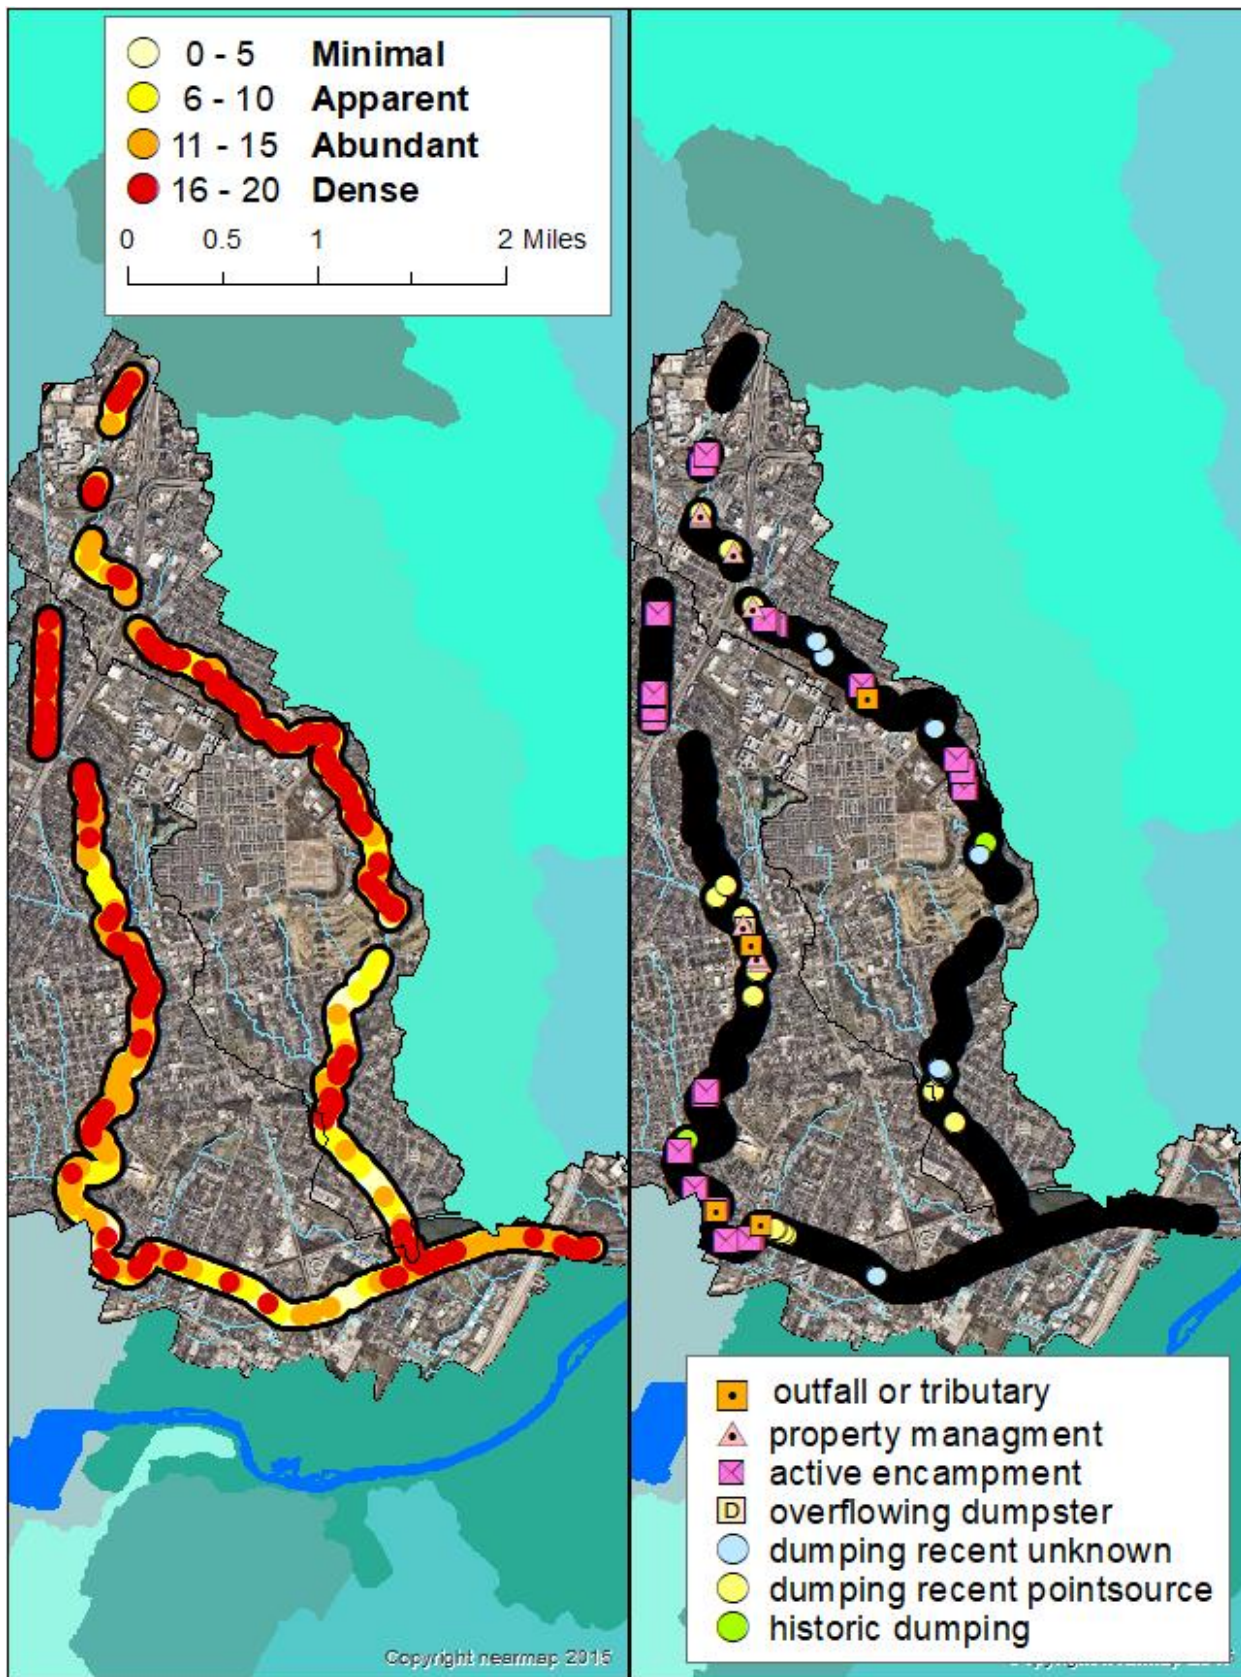 0 - 5 Minimal
6 - 10 Apparent
11 - 15 Abundant
16 - 20 Dense
0 0.5 1 2 Miles
Copyright nearmap 2015
outfall or tributary
property managment
active encampment
D overflowing dumpster
dumping recent unknown
dumping recent pointsource
historic dumping